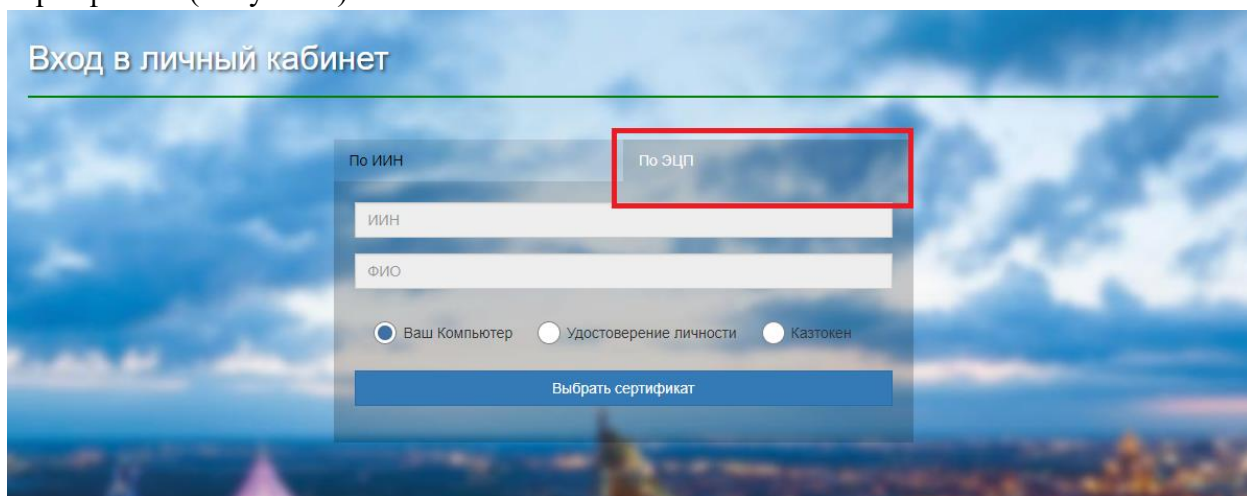 Вход в личный кабинет
По ИИН По ЭЦП
ИИН
ФИО
Ваш Компьютер Удостоверение личности Казтокен
Выбрать сертификат